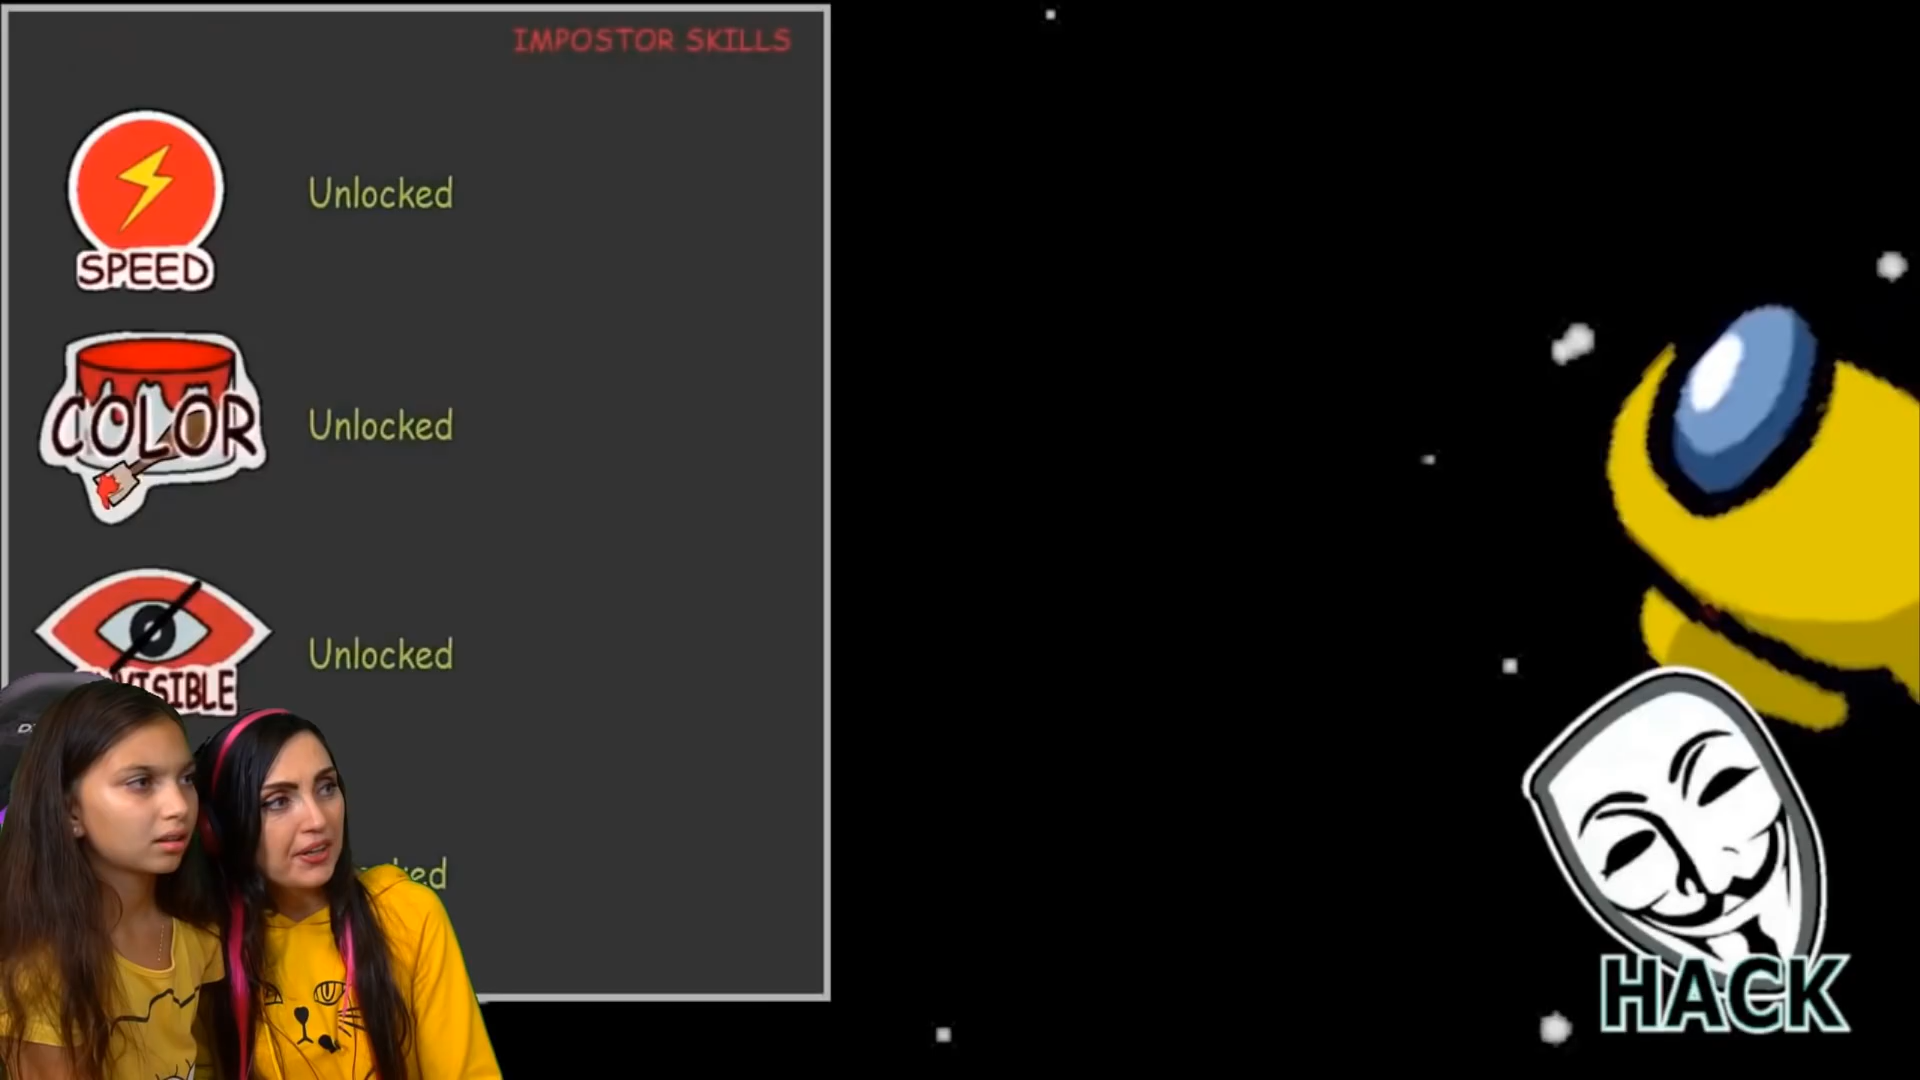 IMPOSTOR SKILLS
Unlocked
SPEED
Unlocked
COLOR
Unlocked
HACK